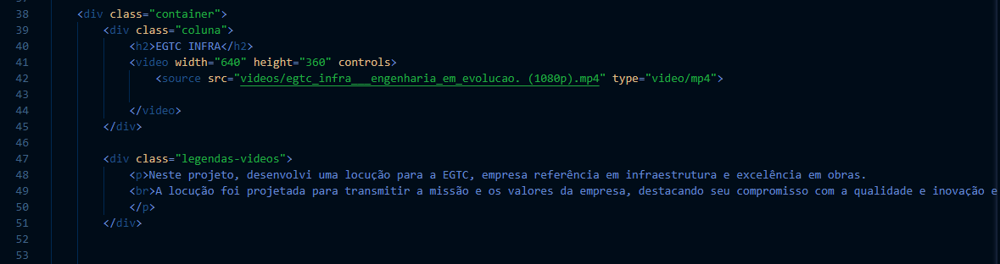 38 <div class="container">
39 <div class="coluna">
40 <h2>EGTC INFRA</h2>
41 <video width="640" height="360" controls>
42 <source src="videos/egtc_infra___engenharia_em_evolucao. (1080p).mp4" type="video/mp4">
43
44 </video>
45 </div>
46
47 <div class="legendas-videos">
48 <p>Neste projeto, desenvolvi uma locução para a EGTC, empresa referência em infraestrutura e excelência em obras.
49 <br>A locução foi projetada para transmitir a missão e os valores da empresa, destacando seu compromisso com a qualidade e inovação e
50 </p>
51 </div>
52
53